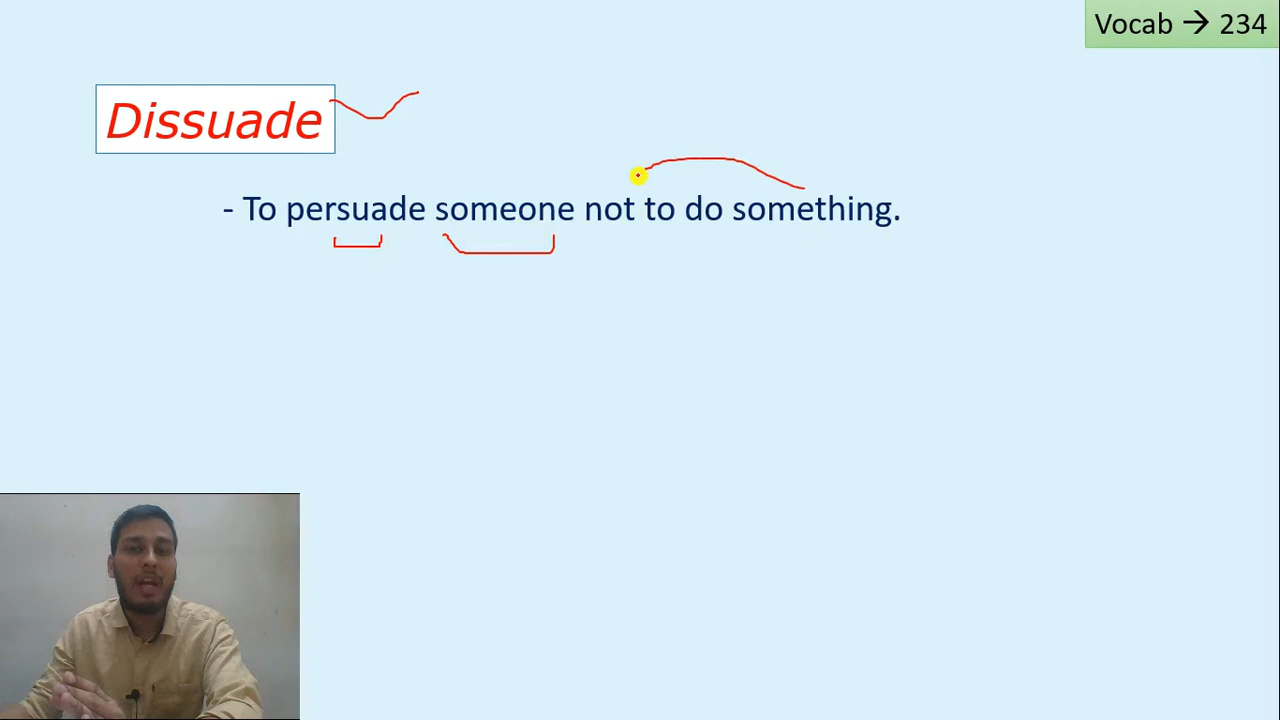 Vocab → 234
Dissuade
- To persuade someone not to do something.